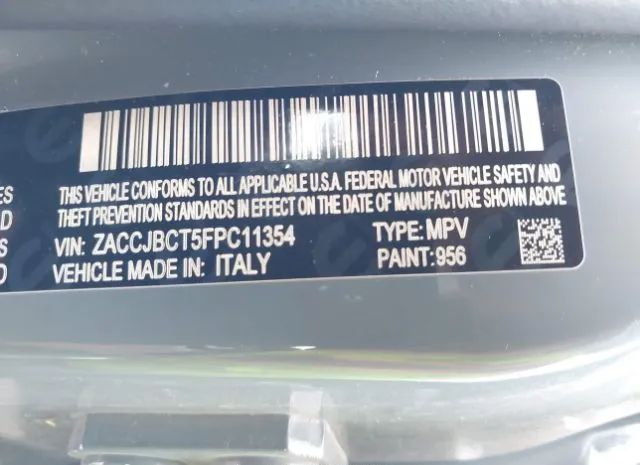 THIS VEHICLE CONFORMS TO ALL APPLICABLE U.S.A. FEDERAL MOTOR VEHICLE SAFETY AND
THEFT PREVENTION STANDARDS IN EFFECT ON THE DATE OF MANUFACTURE SHOWN ABOVE
VIN: ZACCJBCT5FPC11354 TYPE: MPV
VEHICLE MADE IN: ITALY PAINT:956